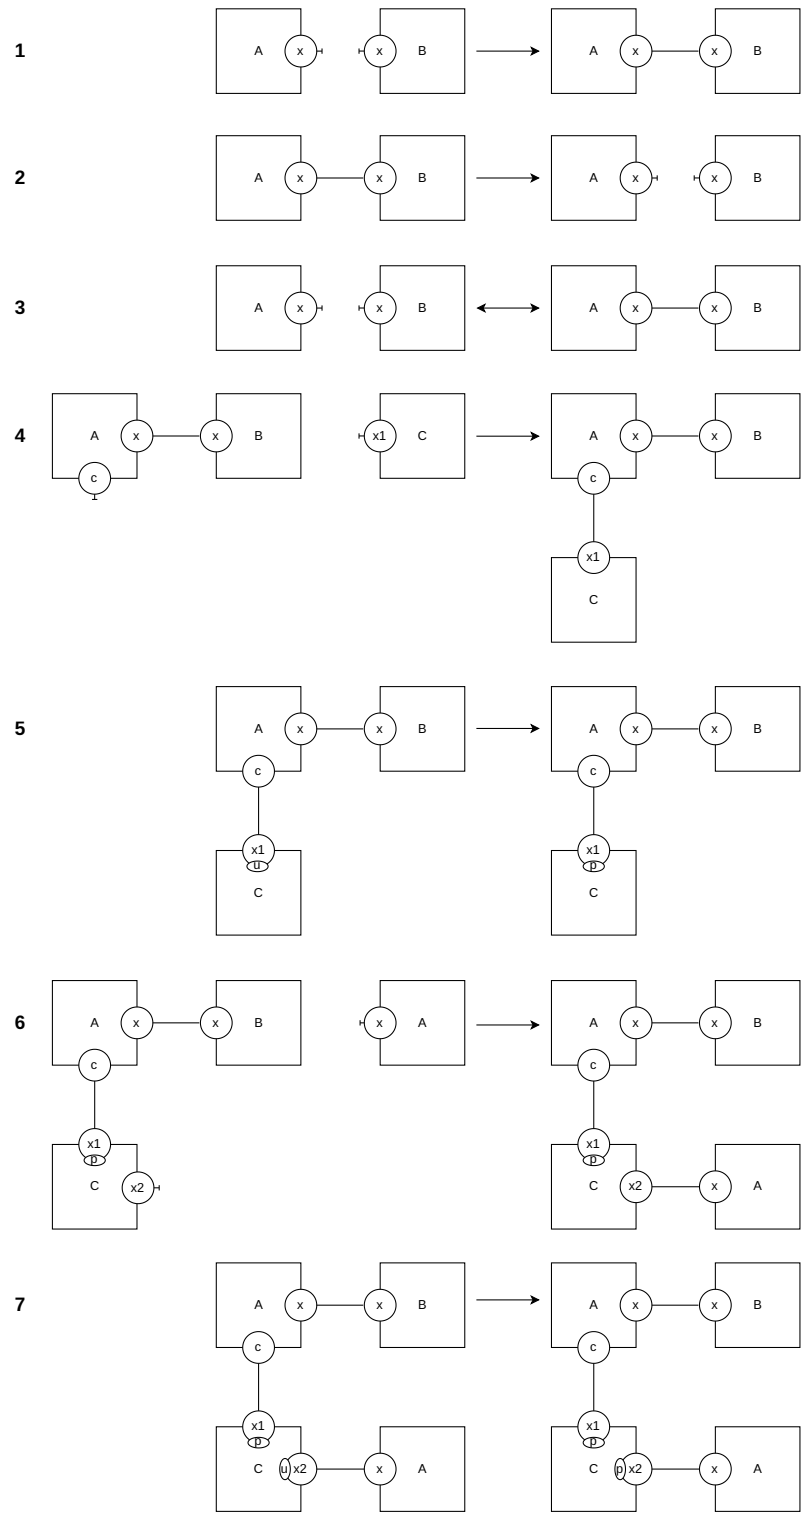 1 A x x B A x x B
2 A x x B A x x B
3 A x x B A x x B
4 A x x B x1 C A x x B
c c
x1
C
5 A x x B A x x B
c c
x1 x1
u p
C C
6 A x x B x A A x x B
c c
x1 x1
p p
C x2 C x2 x A
7 A x x B A x x B
c c
x1 x1
p p
C u x2 x A C p x2 x A